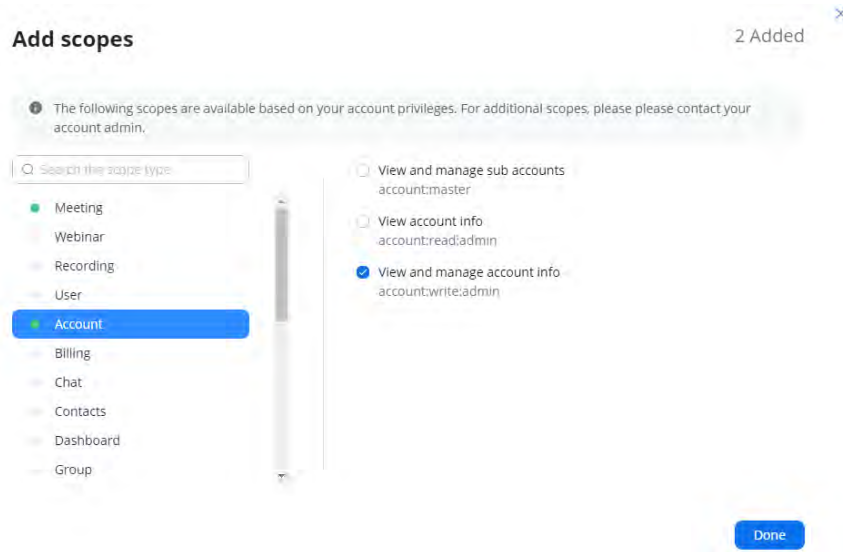 Add scopes
2 Added
The following scopes are available based on your account privileges. For additional scopes, please please contact your
account admin.
Search the scope type
Meeting
Webinar
Recording
User
Account
Billing
Chat
Contacts
Dashboard
Group
View and manage sub accounts
account:master
View account info
account:read:admin
View and manage account info
account:write:admin
Done